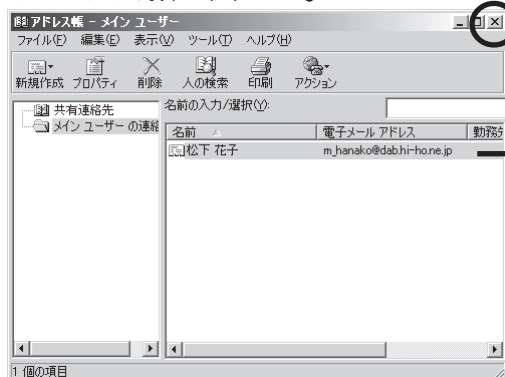 アドレス帳 - メイン ユーザー
ファイル(F) 編集(E) 表示(V) ツール(T) ヘルプ(H)
新規作成 プロパティ 削除 人の検索 印刷 アクション
共有連絡先
メイン ユーザー の連絡
名前の入力/選択(Y):
名前 電子メール アドレス 勤務先
松下 花子 m_hanako@dab.hi-ho.ne.jp
1 個の項目